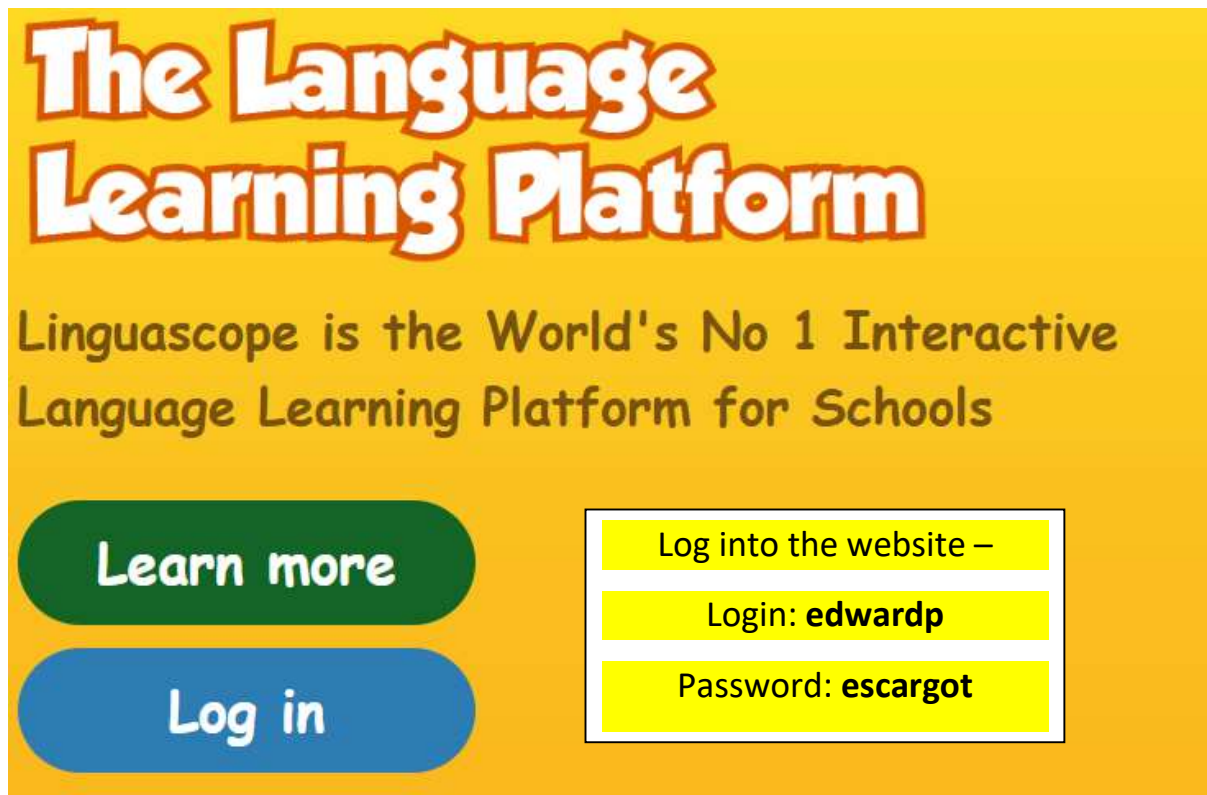 The Language
Learning Platform
Linguascope is the World's No 1 Interactive
Language Learning Platform for Schools
Learn more
Log in
Log into the website –
Login: edwardp
Password: escargot